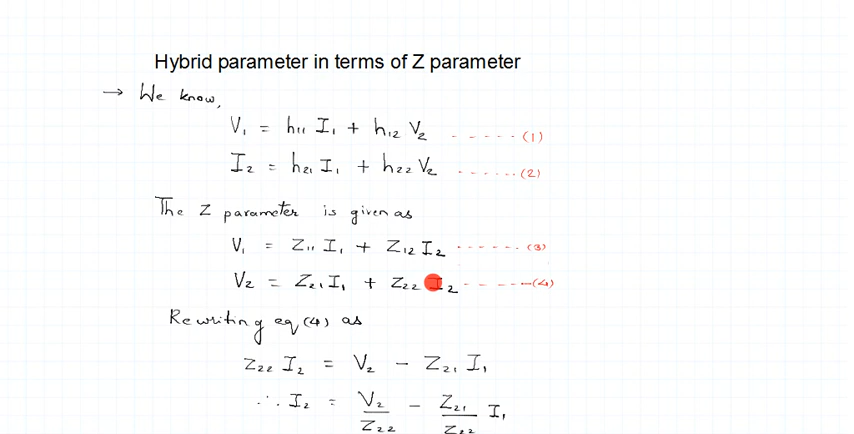 Hybrid parameter in terms of Z parameter
→ We know,
V₁ = h₁₁ I₁ + h₁₂ V₂ ------ (1)
I₂ = h₂₁ I₁ + h₂₂ V₂ ------ (2)
The Z parameter is given as
V₁ = Z₁₁ I₁ + Z₁₂ I₂ ------ (3)
V₂ = Z₂₁ I₁ + Z₂₂ I₂ ------ (4)
Rewriting eq (4) as
Z₂₂ I₂ = V₂ − Z₂₁ I₁
∴ I₂ = V₂/Z₂₂ − Z₂₁/Z₂₂ I₁